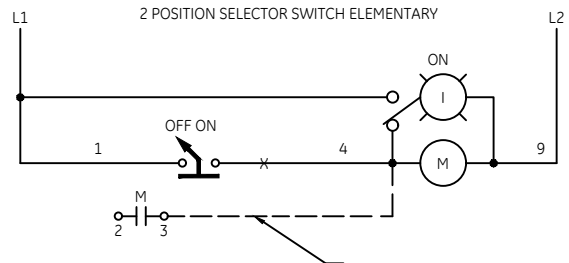 2 POSITION SELECTOR SWITCH ELEMENTARY
L1
L2
ON
I
OFF ON
1
X
4
M
9
M
2
3